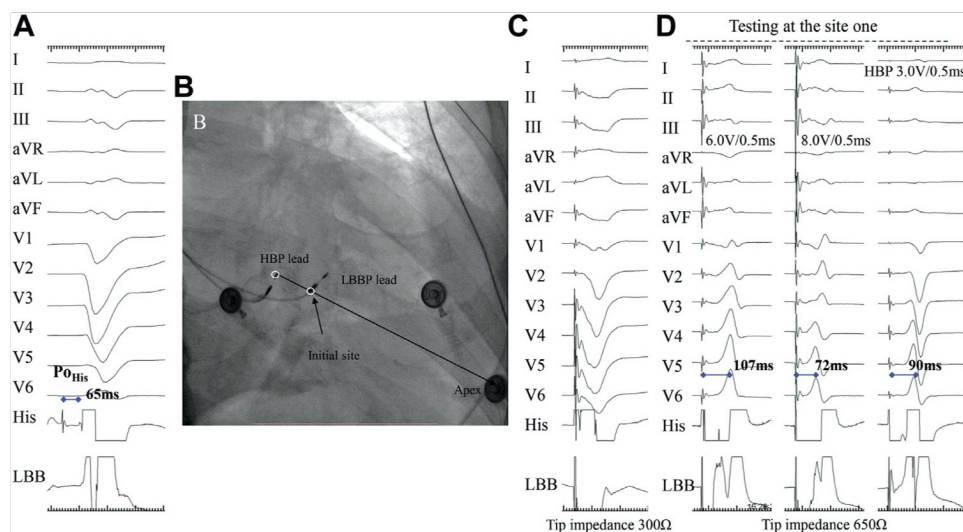 A
I
II
III
aVR
aVL
aVF
V1
V2
V3
V4
V5
V6
PoHis
65ms
His
LBB
B
B
HBP lead
LBBP lead
Initial site
Apex
C
I
II
III
aVR
aVL
aVF
V1
V2
V3
V4
V5
V6
His
LBB
Tip impedance 300Ω
D
Testing at the site one
I
II
III
aVR
aVL
aVF
V1
V2
V3
V4
V5
V6
His
LBB
6.0V/0.5ms
8.0V/0.5ms
HBP 3.0V/0.5ms
107ms
72ms
90ms
Tip impedance 650Ω